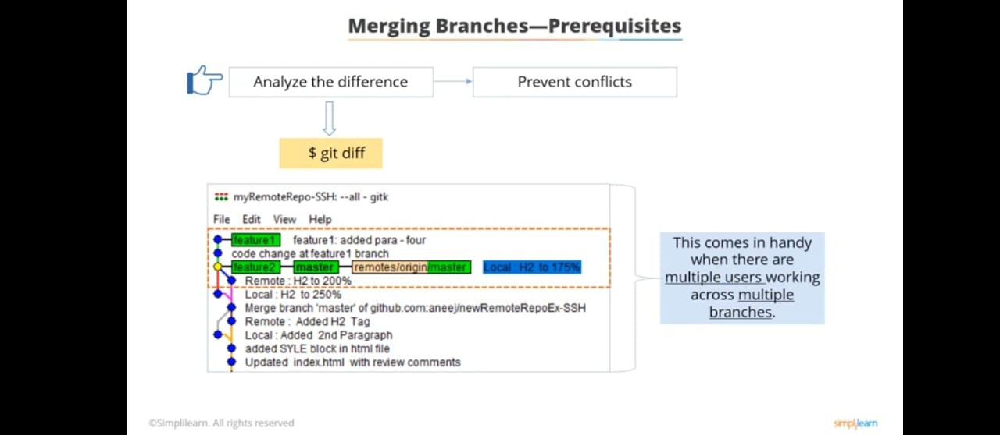 Merging Branches—Prerequisites
Analyze the difference
Prevent conflicts
$ git diff
myRemoteRepo-SSH: --all - gitk
File Edit View Help
feature1 feature1: added para - four
code change at feature1 branch
feature2 master remotes/origin/master Local : H2 to 175%
Remote : H2 to 200%
Local : H2 to 250%
Merge branch 'master' of github.com:aneej/newRemoteRepoEx-SSH
Remote : Added H2 Tag
Local : Added 2nd Paragraph
added SYLE block in html file
Updated index.html with review comments
This comes in handy
when there are
multiple users working
across multiple
branches.
©Simplilearn. All rights reserved
simplilearn